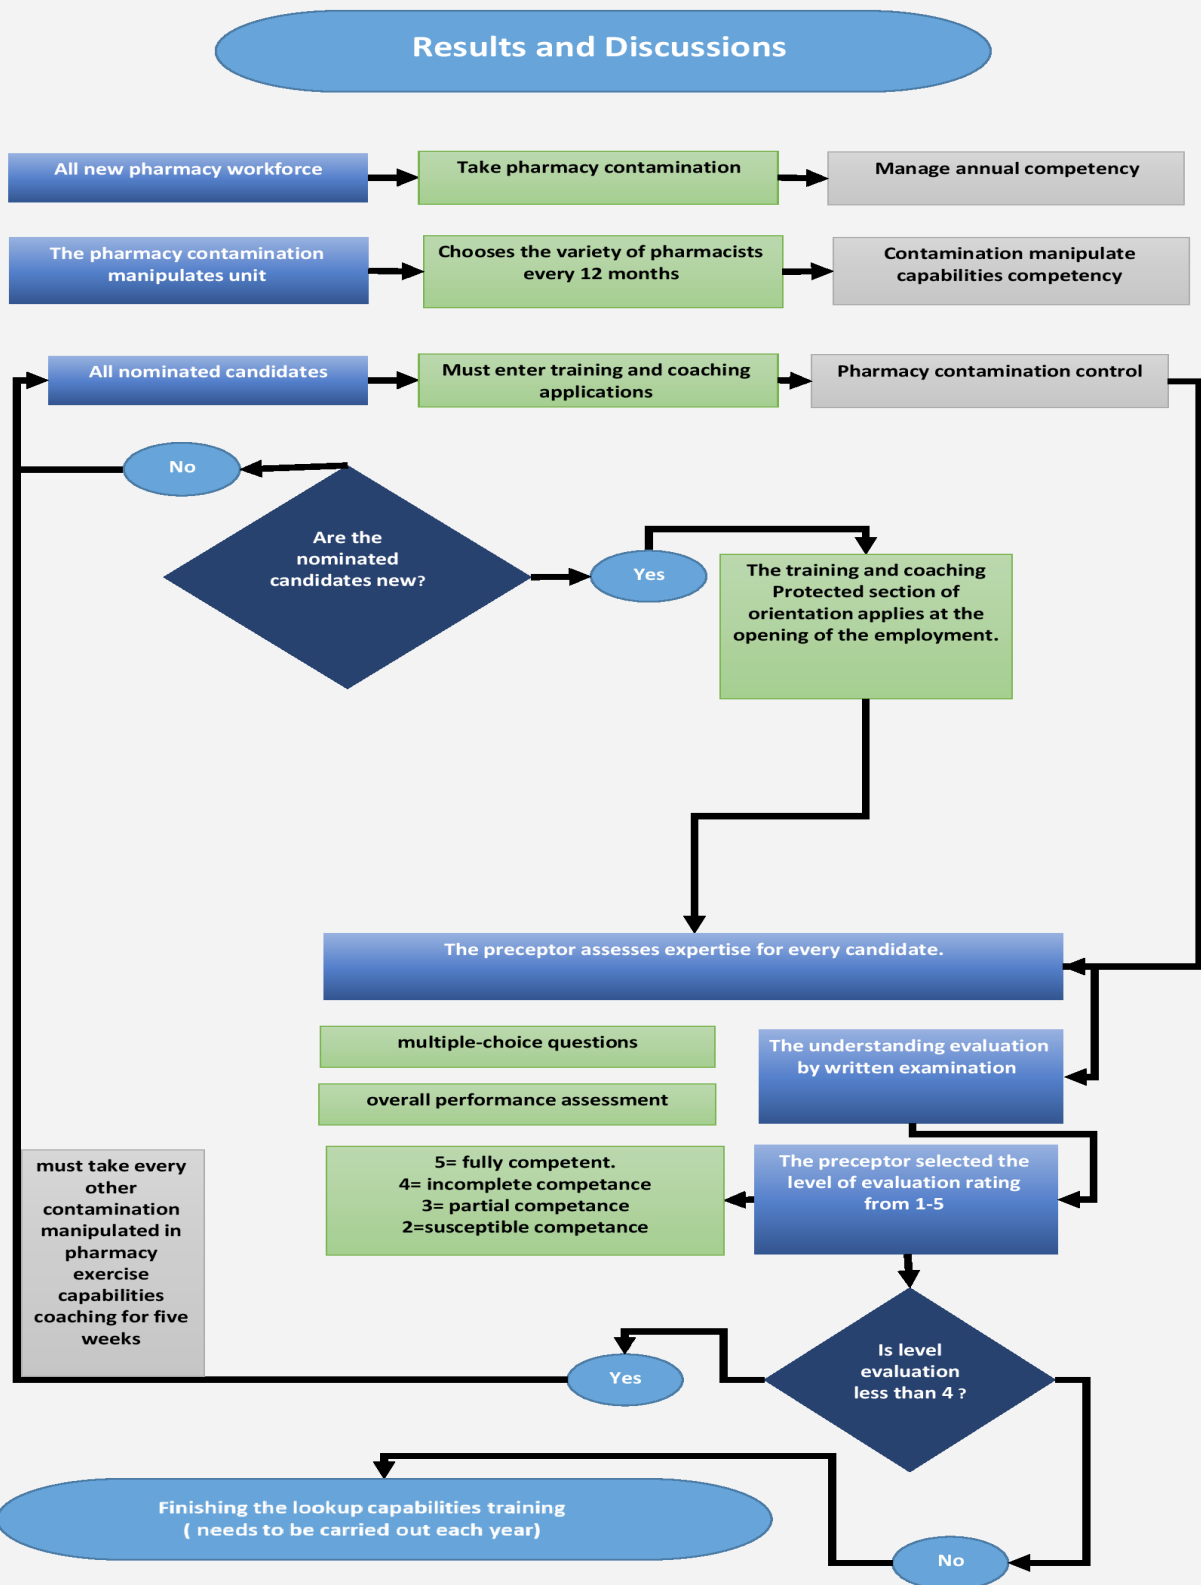 Results and Discussions
All new pharmacy workforce
Take pharmacy contamination
Manage annual competency
The pharmacy contamination
manipulates unit
Chooses the variety of pharmacists
every 12 months
Contamination manipulate
capabilities competency
All nominated candidates
Must enter training and coaching
applications
Pharmacy contamination control
No
Are the
nominated
candidates new?
Yes
The training and coaching
Protected section of
orientation applies at the
opening of the employment.
The preceptor assesses expertise for every candidate.
multiple-choice questions
The understanding evaluation
by written examination
overall performance assessment
5= fully competent.
4= incomplete competance
3= partial competance
2=susceptible competance
The preceptor selected the
level of evaluation rating
from 1-5
must take every
other
contamination
manipulated in
pharmacy
exercise
capabilities
coaching for five
weeks
Is level
evaluation
less than 4 ?
Yes
Finishing the lookup capabilities training
( needs to be carried out each year)
No